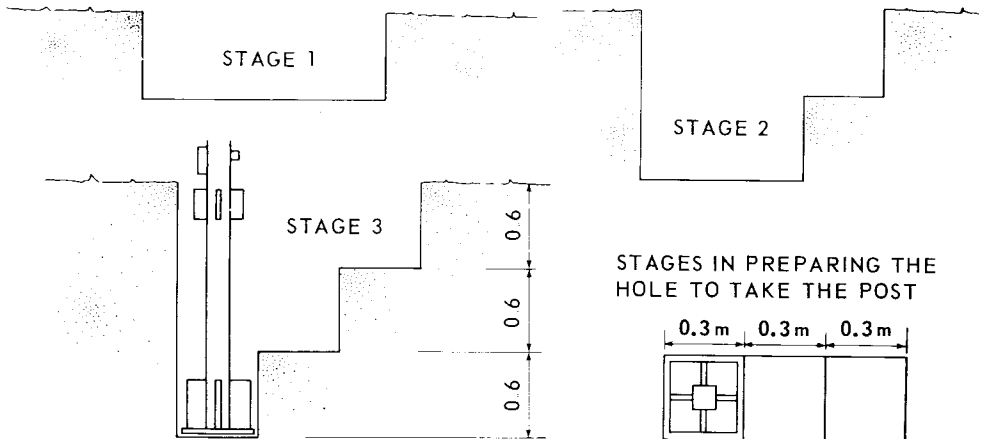 STAGE 1
STAGE 2
STAGE 3
0.6
0.6
0.6
STAGES IN PREPARING THE
HOLE TO TAKE THE POST
0.3 m 0.3 m 0.3 m